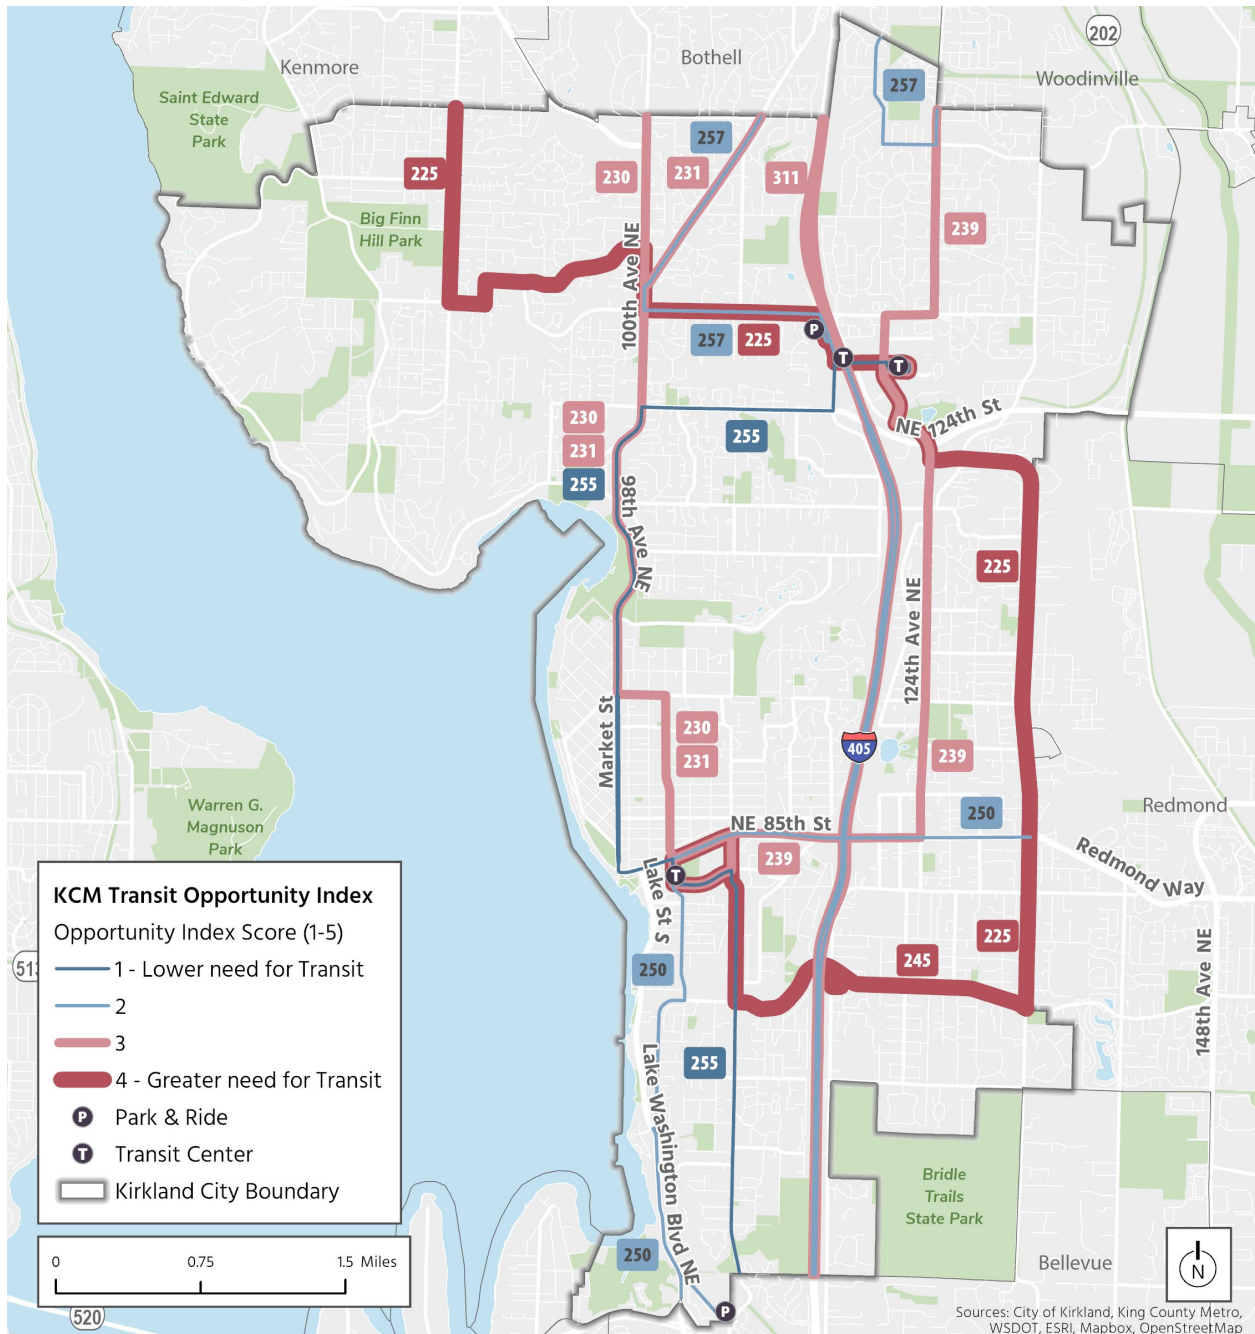 202
Kenmore
Bothell
Woodinville
257
Saint Edward
State
Park
257
225
230
231
311
Big Finn
Hill Park
239
100th Ave NE
P
257
225
T
T
230
NE 124th St
255
231
255
98th Ave NE
225
124th Ave NE
Market St
230
231
405
239
Redmond
250
Warren G.
Magnuson
Park
NE 85th St
239
Redmond Way
T
Lake St S
KCM Transit Opportunity Index
Opportunity Index Score (1-5)
1 - Lower need for Transit
2
3
4 - Greater need for Transit
P Park & Ride
T Transit Center
Kirkland City Boundary
513
225
245
250
148th Ave NE
255
Lake Washington Blvd NE
Bridle
Trails
State Park
250
Bellevue
0 0.75 1.5 Miles
N
P
520
Sources: City of Kirkland, King County Metro,
WSDOT, ESRI, Mapbox, OpenStreetMap